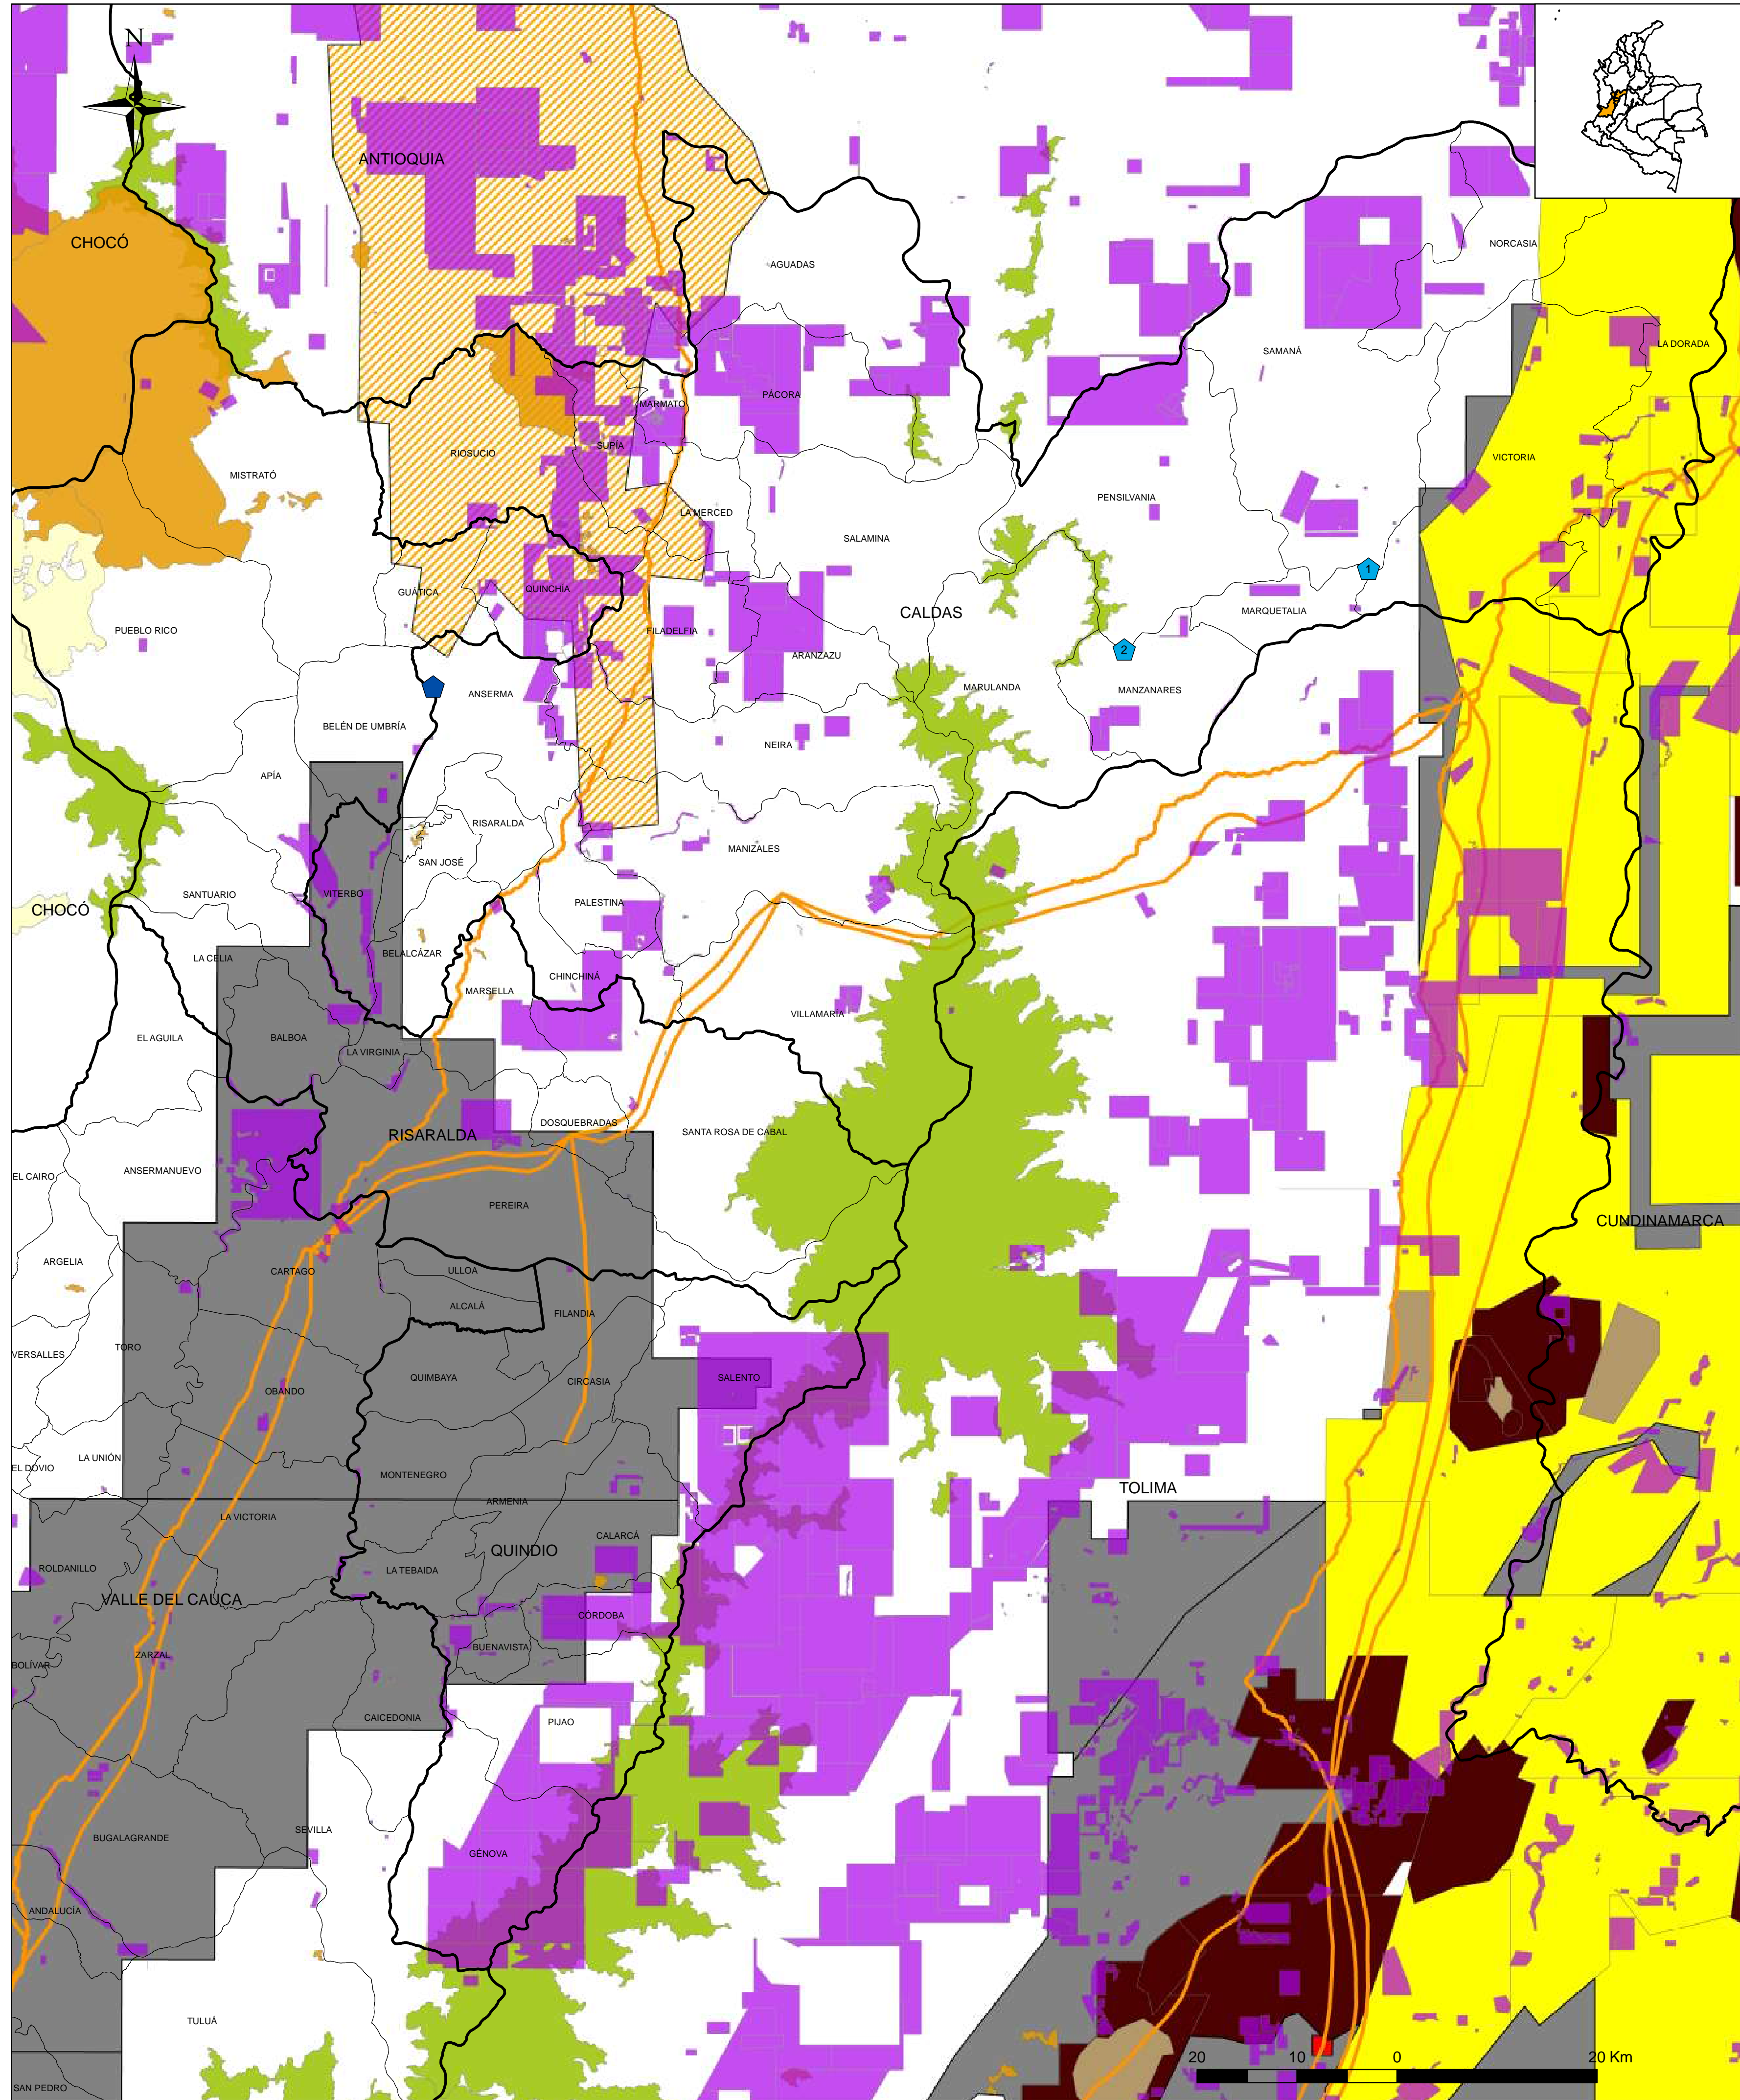 N
ANTIOQUIA
CHOCÓ
AGUADAS
NORCASIA
SAMANÁ
LA DORADA
PÁCORA
MARMATO
SUPÍA
RIOSUCIO
VICTORIA
MISTRATÓ
PENSILVANIA
LA MERCED
SALAMINA
1
GUÁTICA
QUINCHÍA
CALDAS
MARQUETALIA
PUEBLO RICO
FILADELFIA
2
ARANZAZU
ANSERMA
MARULANDA
MANZANARES
BELÉN DE UMBRÍA
NEIRA
APÍA
RISARALDA
MANIZALES
SAN JOSÉ
SANTUARIO
VITERBO
PALESTINA
CHOCÓ
BELALCÁZAR
LA CELIA
CHINCHINÁ
MARSELLA
VILLAMARÍA
EL AGUILA
BALBOA
LA VIRGINIA
DOSQUEBRADAS
RISARALDA
SANTA ROSA DE CABAL
EL CAIRO
ANSERMANUEVO
PEREIRA
CUNDINAMARCA
ARGELIA
CARTAGO
ULLOA
ALCALÁ
FILANDIA
VERSALLES
TORO
QUIMBAYA
CIRCASIA
SALENTO
OBANDO
LA UNIÓN
EL DOVIO
MONTENEGRO
TOLIMA
ARMENIA
LA VICTORIA
CALARCÁ
QUINDIO
ROLDANILLO
LA TEBAIDA
VALLE DEL CAUCA
CÓRDOBA
BUENAVISTA
ZARZAL
BOLÍVAR
CAICEDONIA
PIJAO
SEVILLA
BUGALAGRANDE
GÉNOVA
ANDALUCÍA
TULUÁ
20 10 0 20 Km
SAN PEDRO